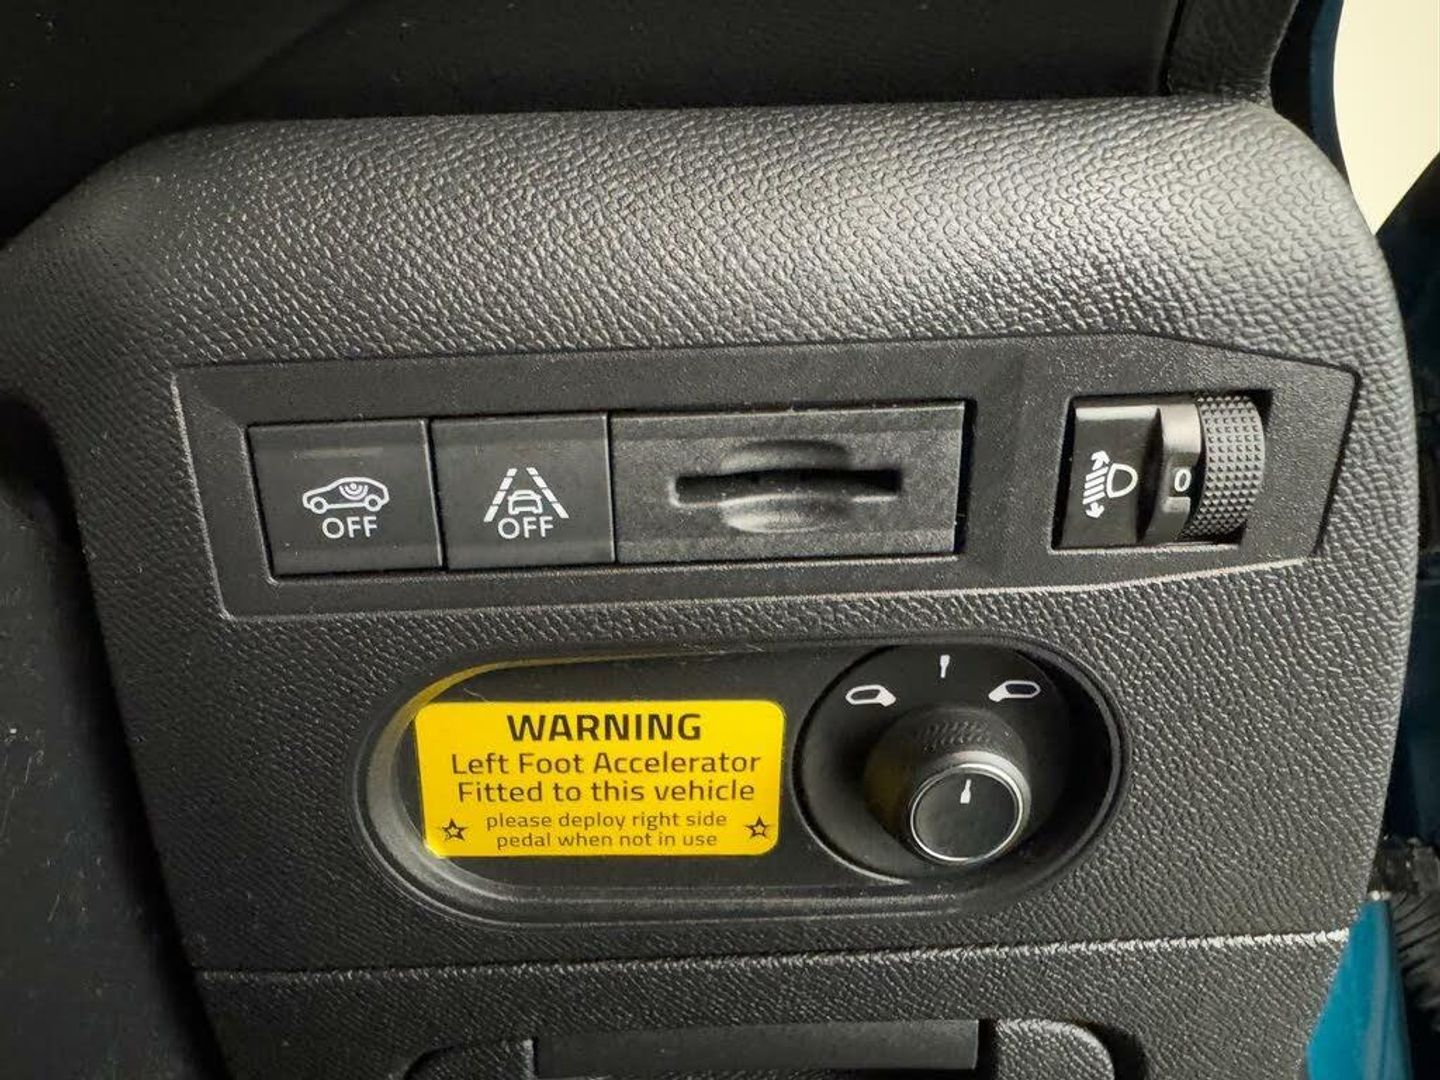 OFF
OFF
0
WARNING
Left Foot Accelerator
Fitted to this vehicle
please deploy right side
pedal when not in use